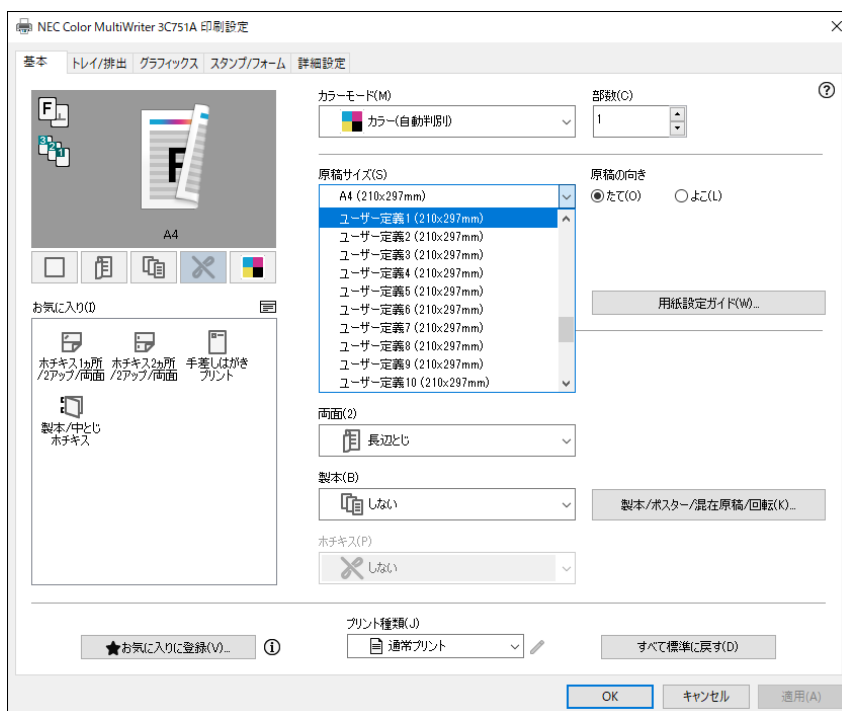 NEC Color MultiWriter 3C751A 印刷設定
基本 トレイ/排出 グラフィックス スタンプ/フォーム 詳細設定
F
3 2 1
F
A4
お気に入り(I)
ホチキス1ヵ所
/2アップ/両面
ホチキス2ヵ所
/2アップ/両面
手差しはがき
プリント
製本/中とじ
ホチキス
カラーモード(M)
カラー(自動判別)
部数(C)
1
原稿サイズ(S)
A4 (210x297mm)
ユーザー定義1 (210x297mm)
ユーザー定義2 (210x297mm)
ユーザー定義3 (210x297mm)
ユーザー定義4 (210x297mm)
ユーザー定義5 (210x297mm)
ユーザー定義6 (210x297mm)
ユーザー定義7 (210x297mm)
ユーザー定義8 (210x297mm)
ユーザー定義9 (210x297mm)
ユーザー定義10 (210x297mm)
原稿の向き
たて(O) よこ(L)
用紙設定ガイド(W)...
両面(2)
長辺とじ
製本(B)
しない
製本/ポスター/混在原稿/回転(K)...
ホチキス(P)
しない
★お気に入りに登録(V)...
プリント種類(J)
通常プリント
すべて標準に戻す(D)
OK キャンセル 適用(A)